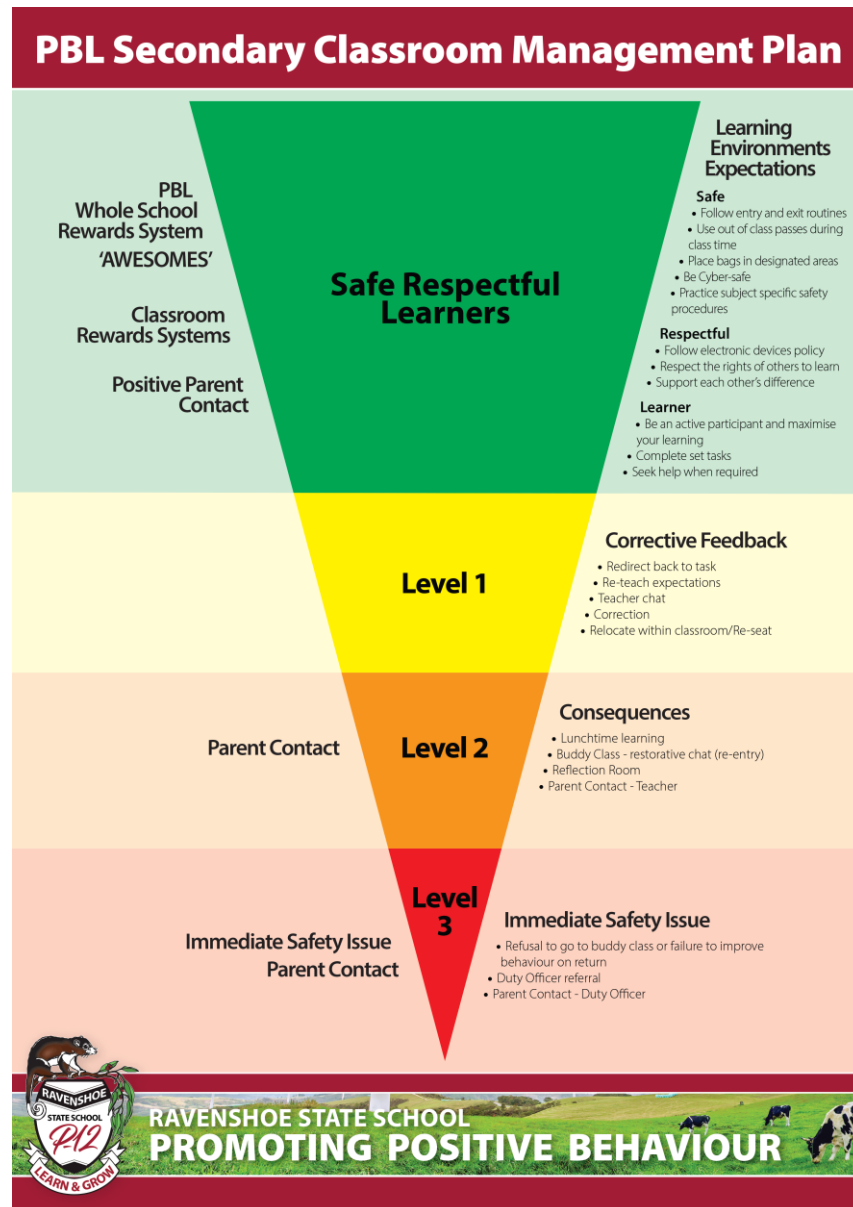 PBL Secondary Classroom Management Plan
PBL
Whole School
Rewards System
‘AWESOMES’
Classroom
Rewards Systems
Positive Parent
Contact
Safe Respectful
Learners
Learning
Environments
Expectations
Safe
• Follow entry and exit routines
• Use out of class passes during
class time
• Place bags in designated areas
• Be Cyber-safe
• Practice subject specific safety
procedures
Respectful
• Follow electronic devices policy
• Respect the rights of others to learn
• Support each other’s difference
Learner
• Be an active participant and maximise
your learning
• Complete set tasks
• Seek help when required
Level 1
Corrective Feedback
• Redirect back to task
• Re-teach expectations
• Teacher chat
• Correction
• Relocate within classroom/Re-seat
Parent Contact
Level 2
Consequences
• Lunchtime learning
• Buddy Class - restorative chat (re-entry)
• Reflection Room
• Parent Contact - Teacher
Immediate Safety Issue
Parent Contact
Level
3
Immediate Safety Issue
• Refusal to go to buddy class or failure to improve
behaviour on return
• Duty Officer referral
• Parent Contact - Duty Officer
RAVENSHOE
STATE SCHOOL
P-12
LEARN & GROW
RAVENSHOE STATE SCHOOL
PROMOTING POSITIVE BEHAVIOUR